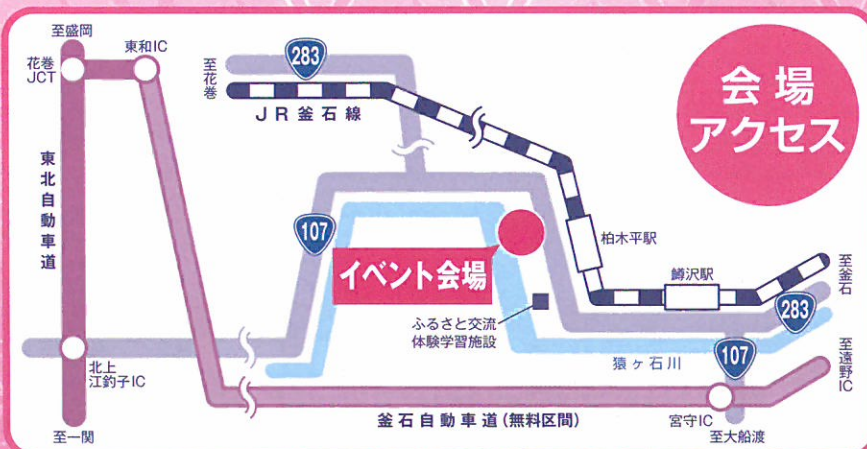 会場
アクセス
至盛岡
花巻
JCT
東和IC
東北自動車道
至花巻
283
JR釜石線
107
イベント会場
柏木平駅
鱒沢駅
至釜石
283
ふるさと交流
体験学習施設
猿ヶ石川
107
至遠野IC
北上
江釣子IC
釜石自動車道(無料区間)
宮守IC
至一関
至大船渡